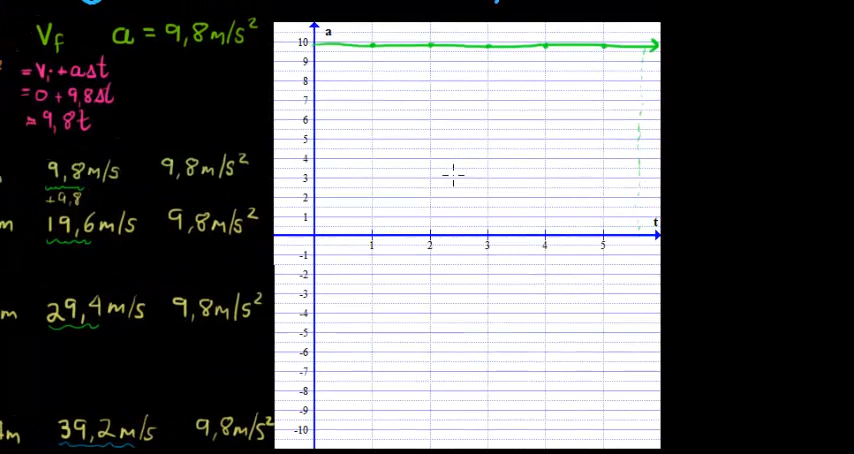 Vf a = 9,8m/s²
= Vi + aΔt
= 0 + 9,8Δt
= 9,8t
9,8m/s 9,8m/s²
+9,8
m 19,6m/s 9,8m/s²
m 29,4m/s 9,8m/s²
m 39,2m/s 9,8m/s²
a
10
9
8
7
6
5
4
3
2
1
t
1 2 3 4 5
-1
-2
-3
-4
-5
-6
-7
-8
-9
-10